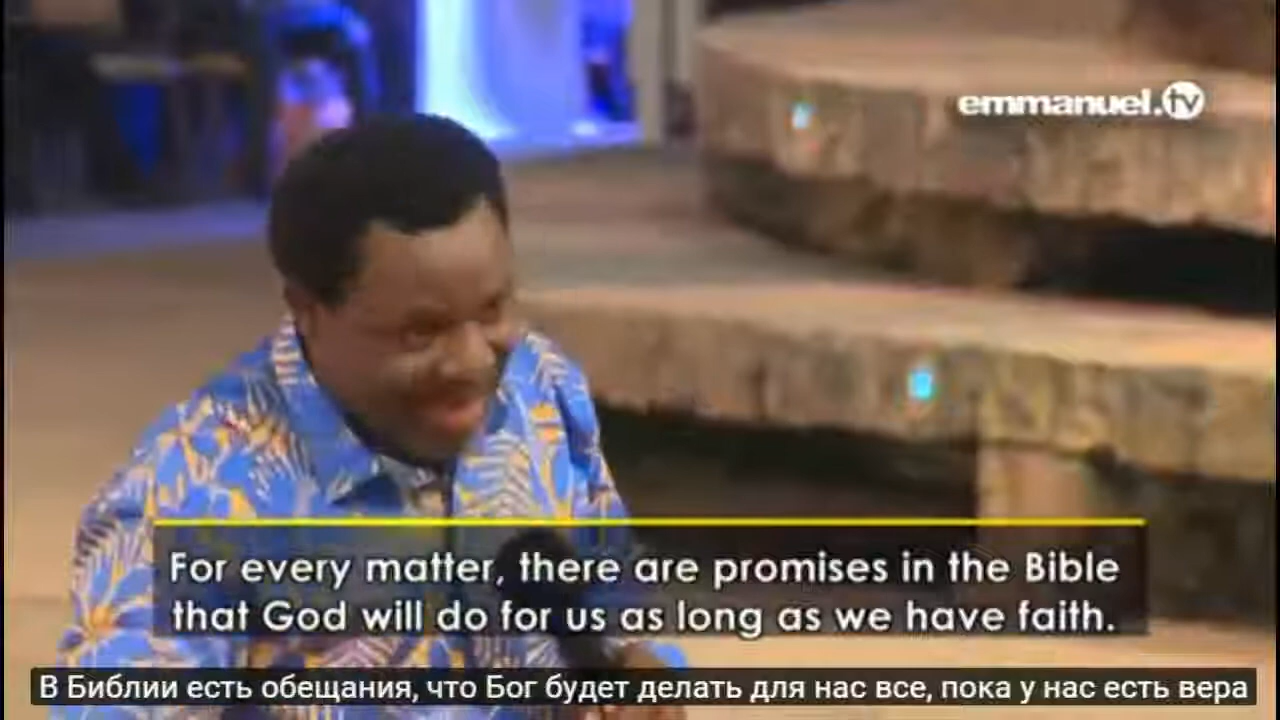 emmanuel.tv
For every matter, there are promises in the Bible
that God will do for us as long as we have faith.
В Библии есть обещания, что Бог будет делать для нас все, пока у нас есть вера